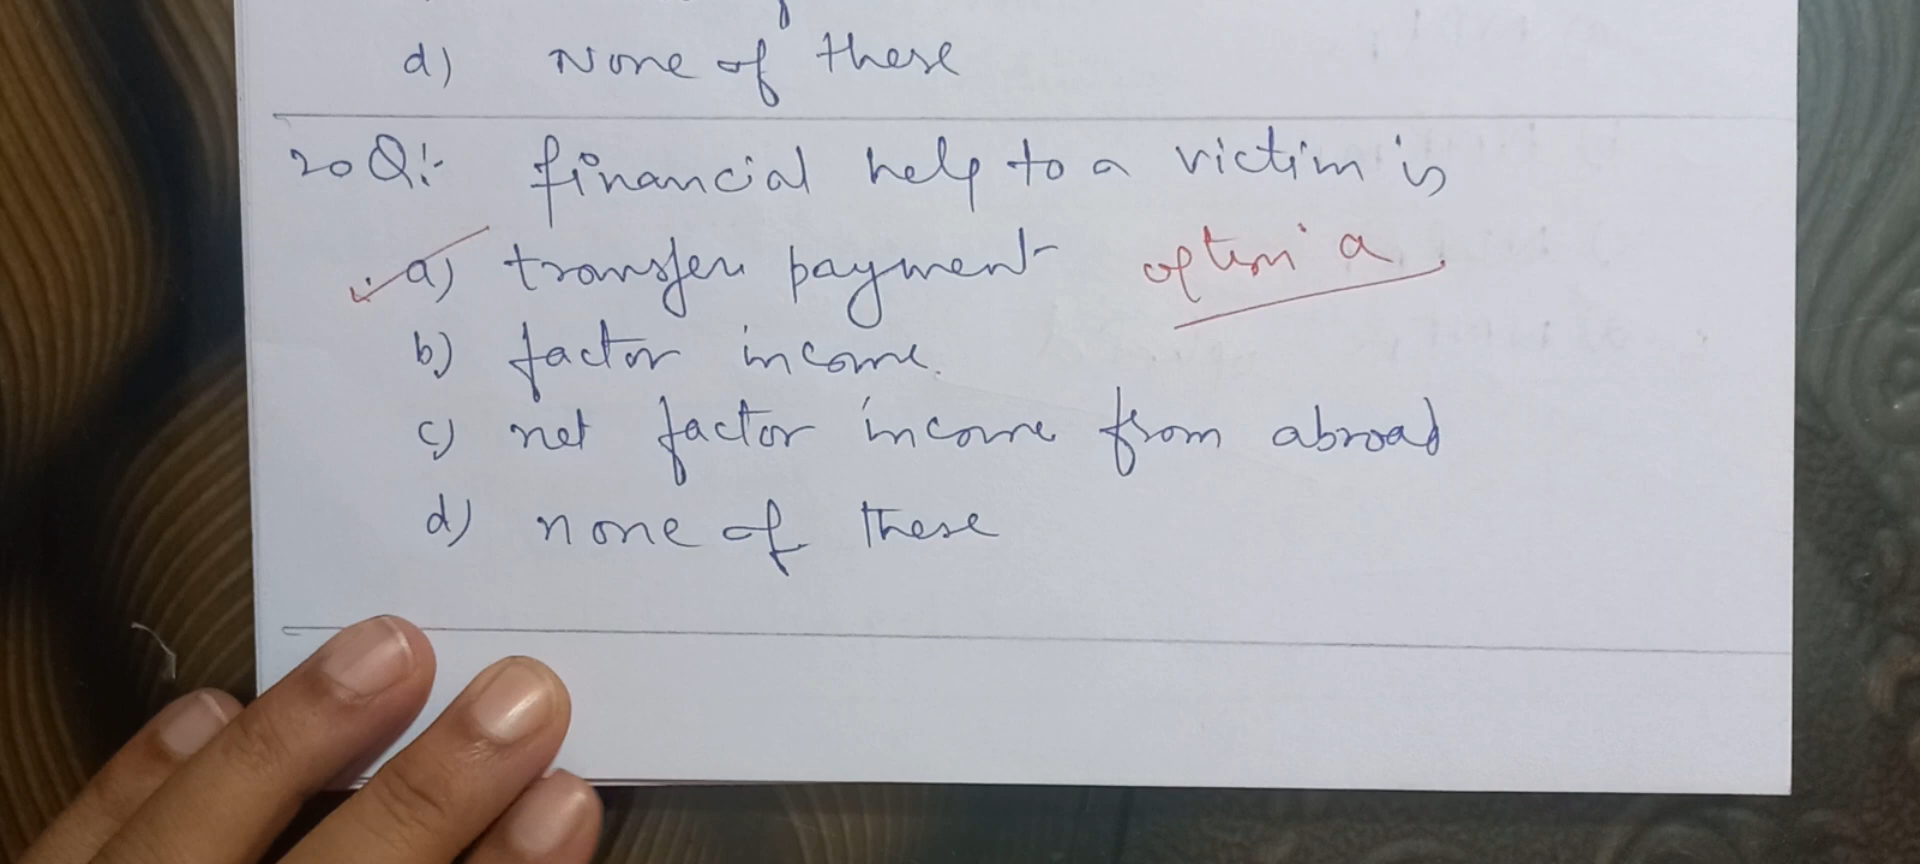 d) None of these
20 Q:- financial help to a victim is
a) transfer payment option a
b) factor income.
c) net factor income from abroad
d) none of these